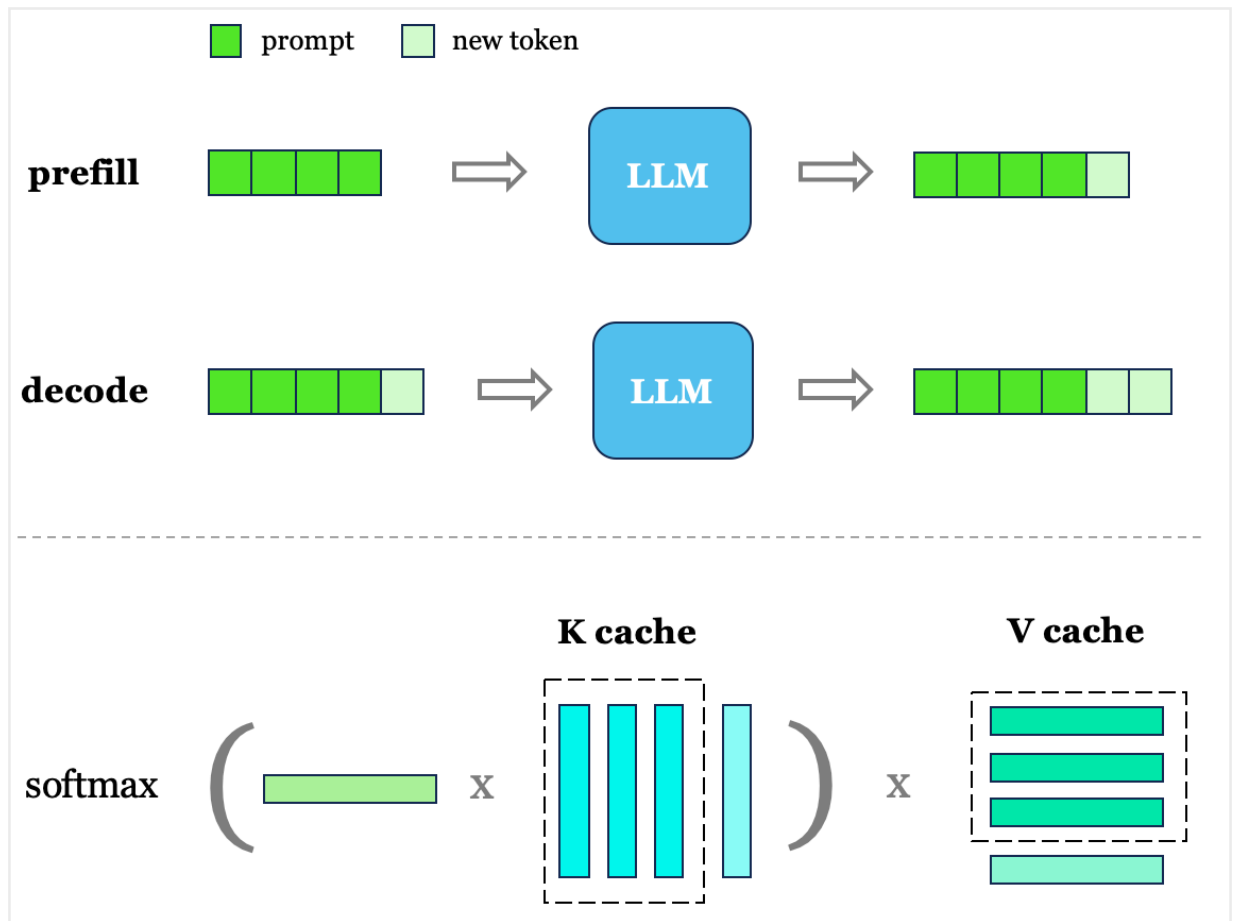 prompt new token
prefill LLM
decode LLM
K cache V cache
softmax ( x ) x